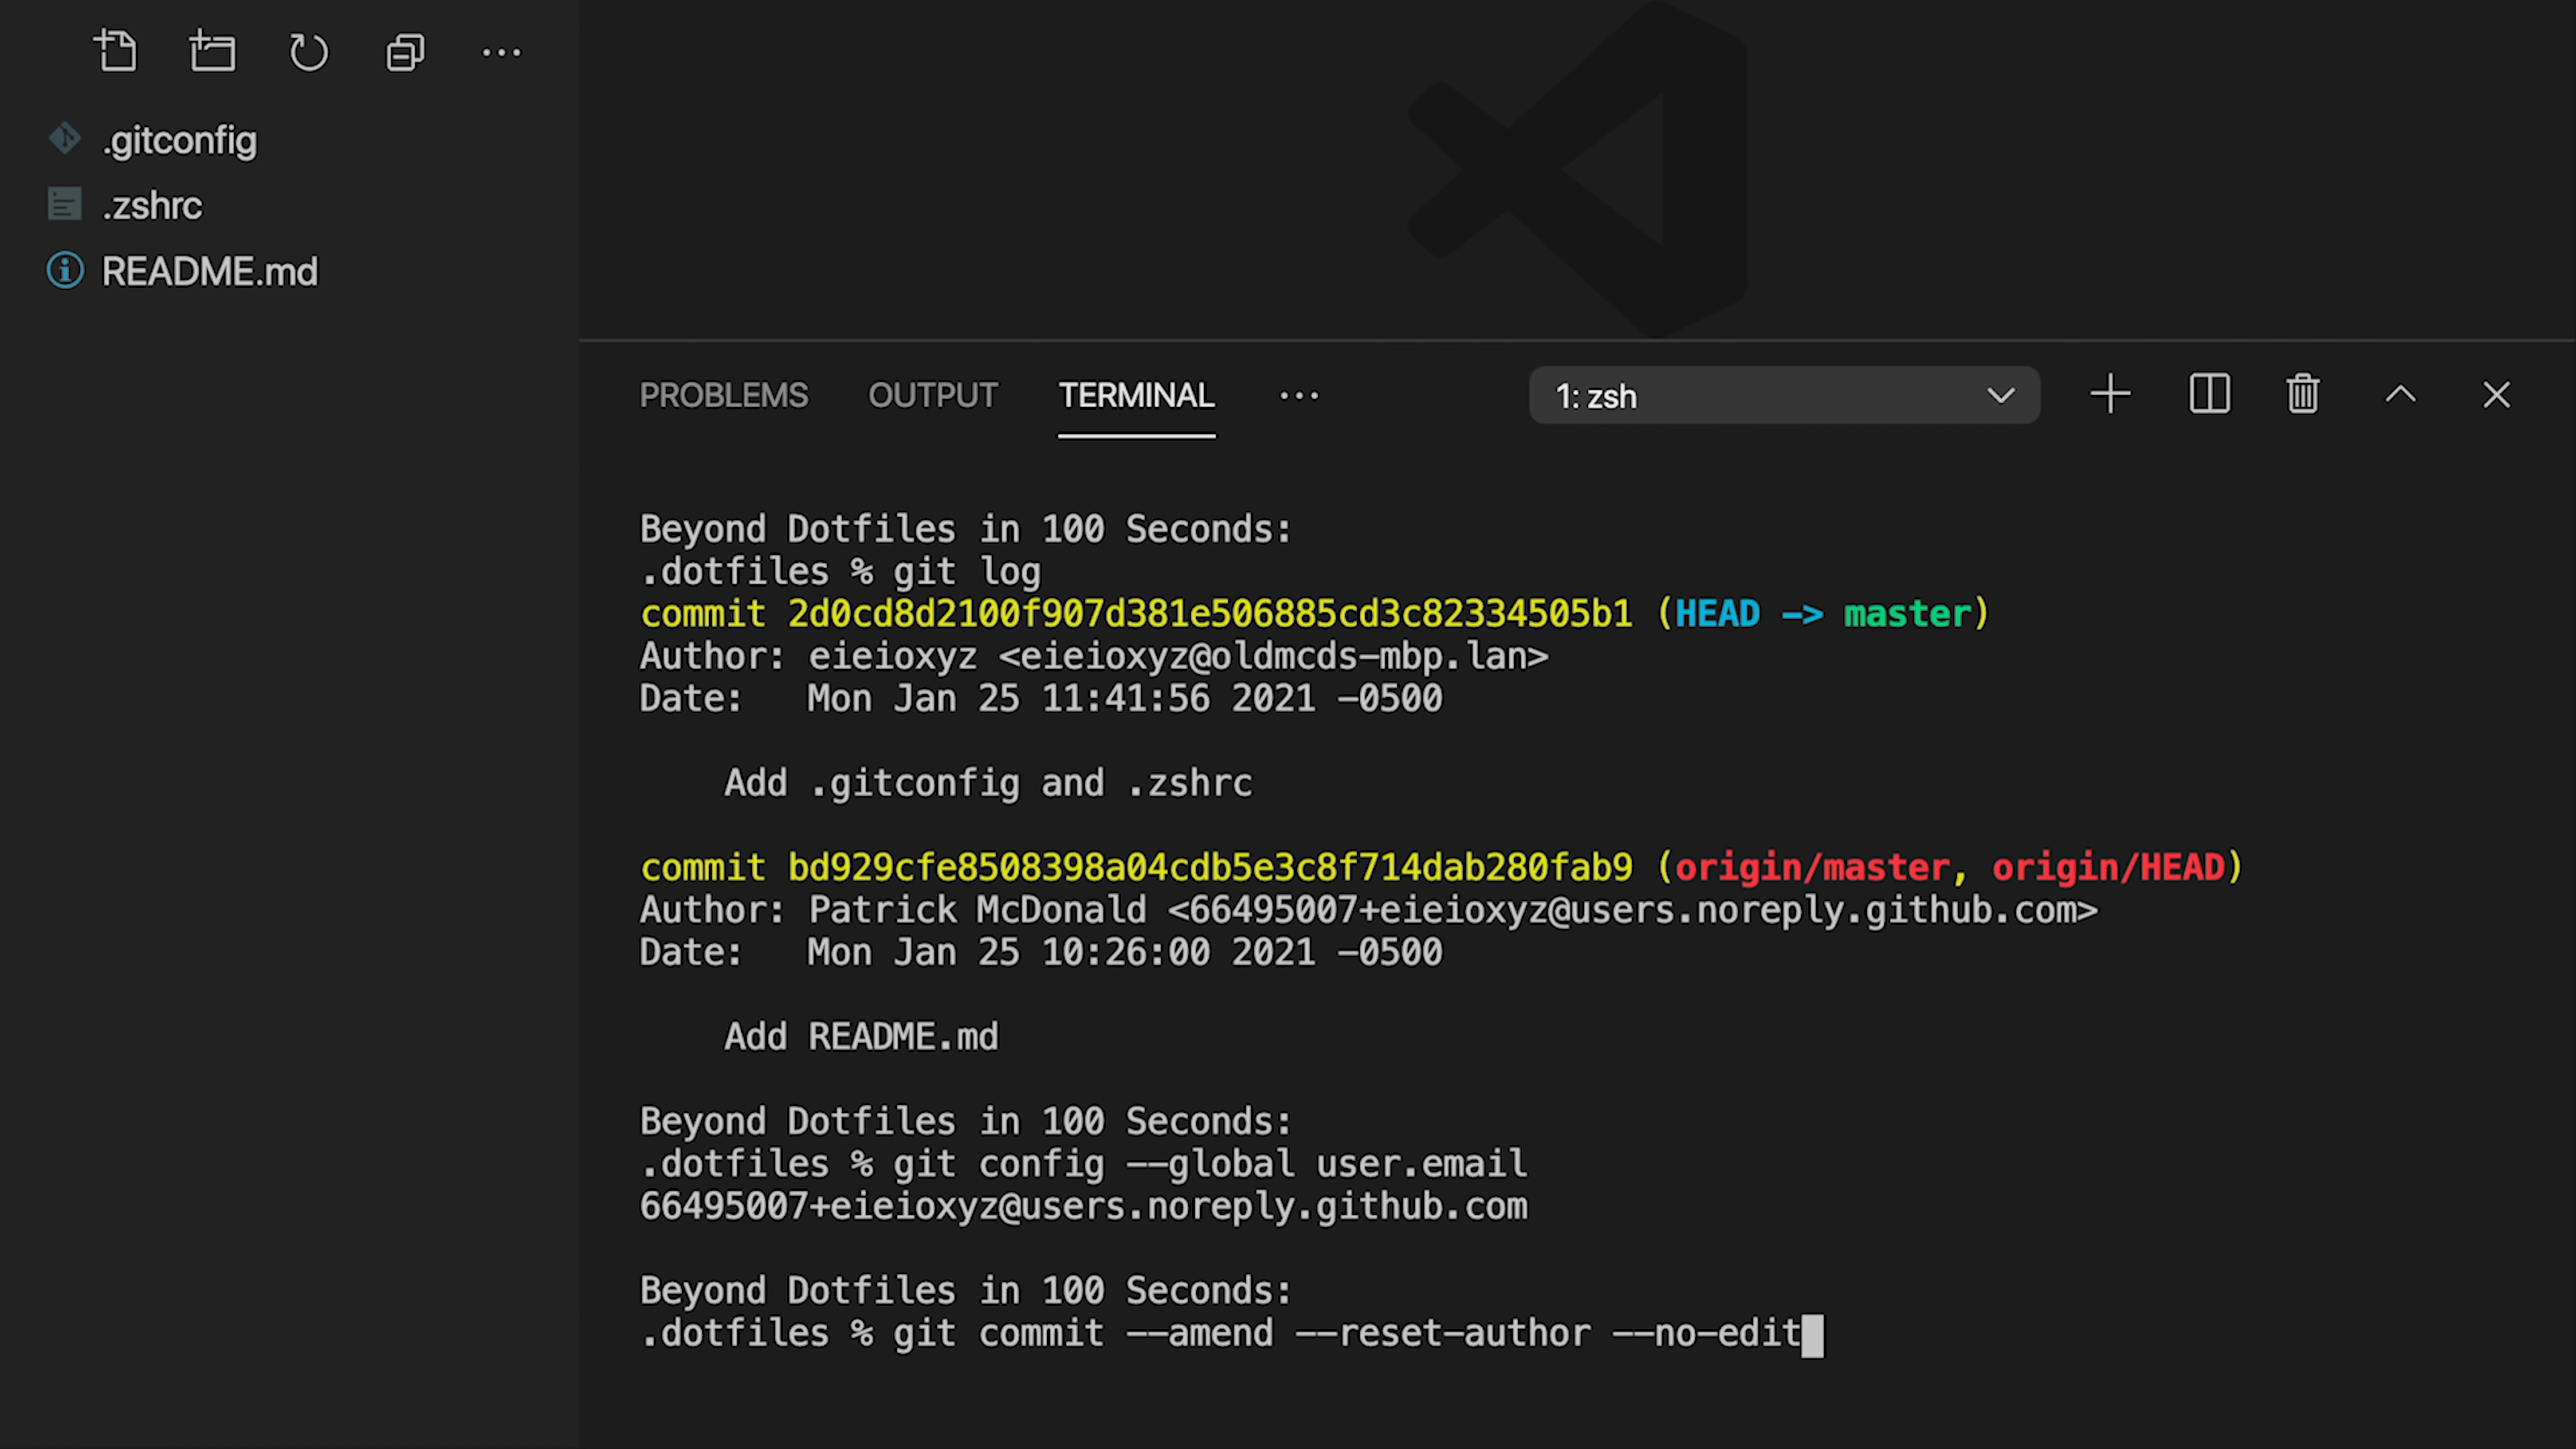 .gitconfig
.zshrc
README.md
PROBLEMS OUTPUT TERMINAL ... 1: zsh
Beyond Dotfiles in 100 Seconds:
.dotfiles % git log
commit 2d0cd8d2100f907d381e506885cd3c82334505b1 (HEAD -> master)
Author: eieioxyz <eieioxyz@oldmcds-mbp.lan>
Date:   Mon Jan 25 11:41:56 2021 -0500
    Add .gitconfig and .zshrc
commit bd929cfe8508398a04cdb5e3c8f714dab280fab9 (origin/master, origin/HEAD)
Author: Patrick McDonald <66495007+eieioxyz@users.noreply.github.com>
Date:   Mon Jan 25 10:26:00 2021 -0500
    Add README.md
Beyond Dotfiles in 100 Seconds:
.dotfiles % git config --global user.email
66495007+eieioxyz@users.noreply.github.com
Beyond Dotfiles in 100 Seconds:
.dotfiles % git commit --amend --reset-author --no-edit